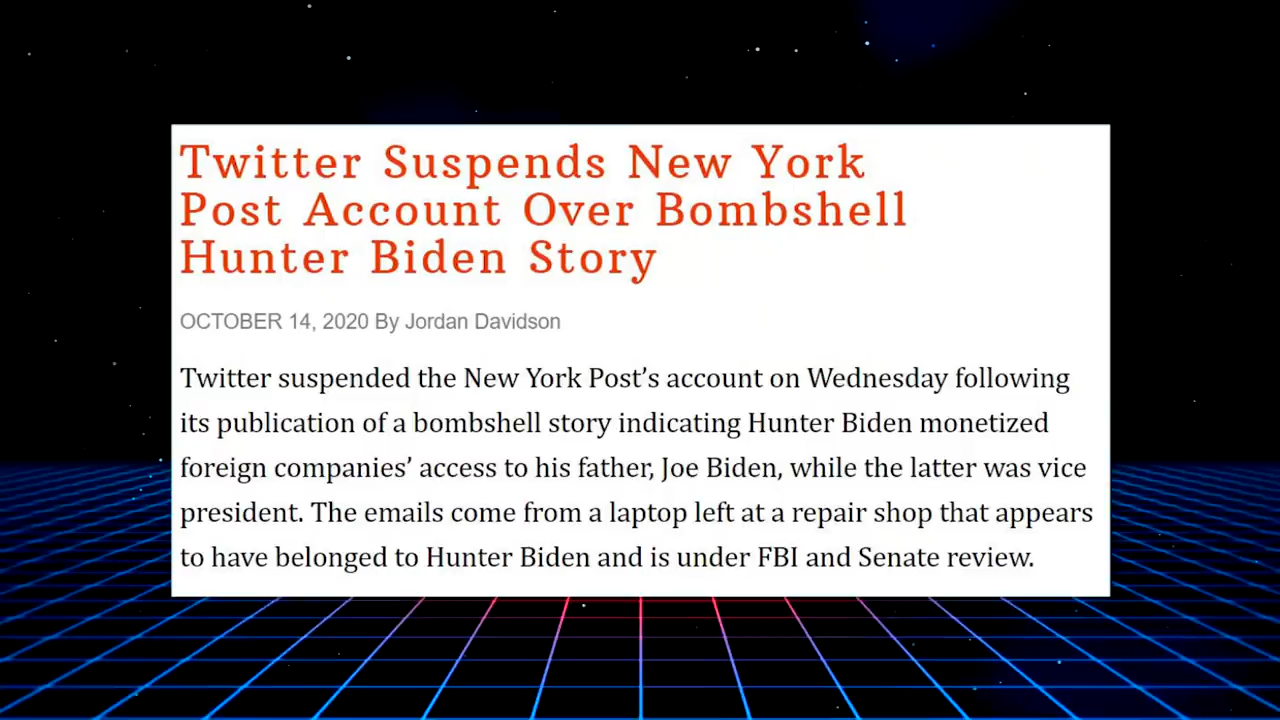 Twitter Suspends New York
Post Account Over Bombshell
Hunter Biden Story
OCTOBER 14, 2020 By Jordan Davidson
Twitter suspended the New York Post’s account on Wednesday following
its publication of a bombshell story indicating Hunter Biden monetized
foreign companies’ access to his father, Joe Biden, while the latter was vice
president. The emails come from a laptop left at a repair shop that appears
to have belonged to Hunter Biden and is under FBI and Senate review.